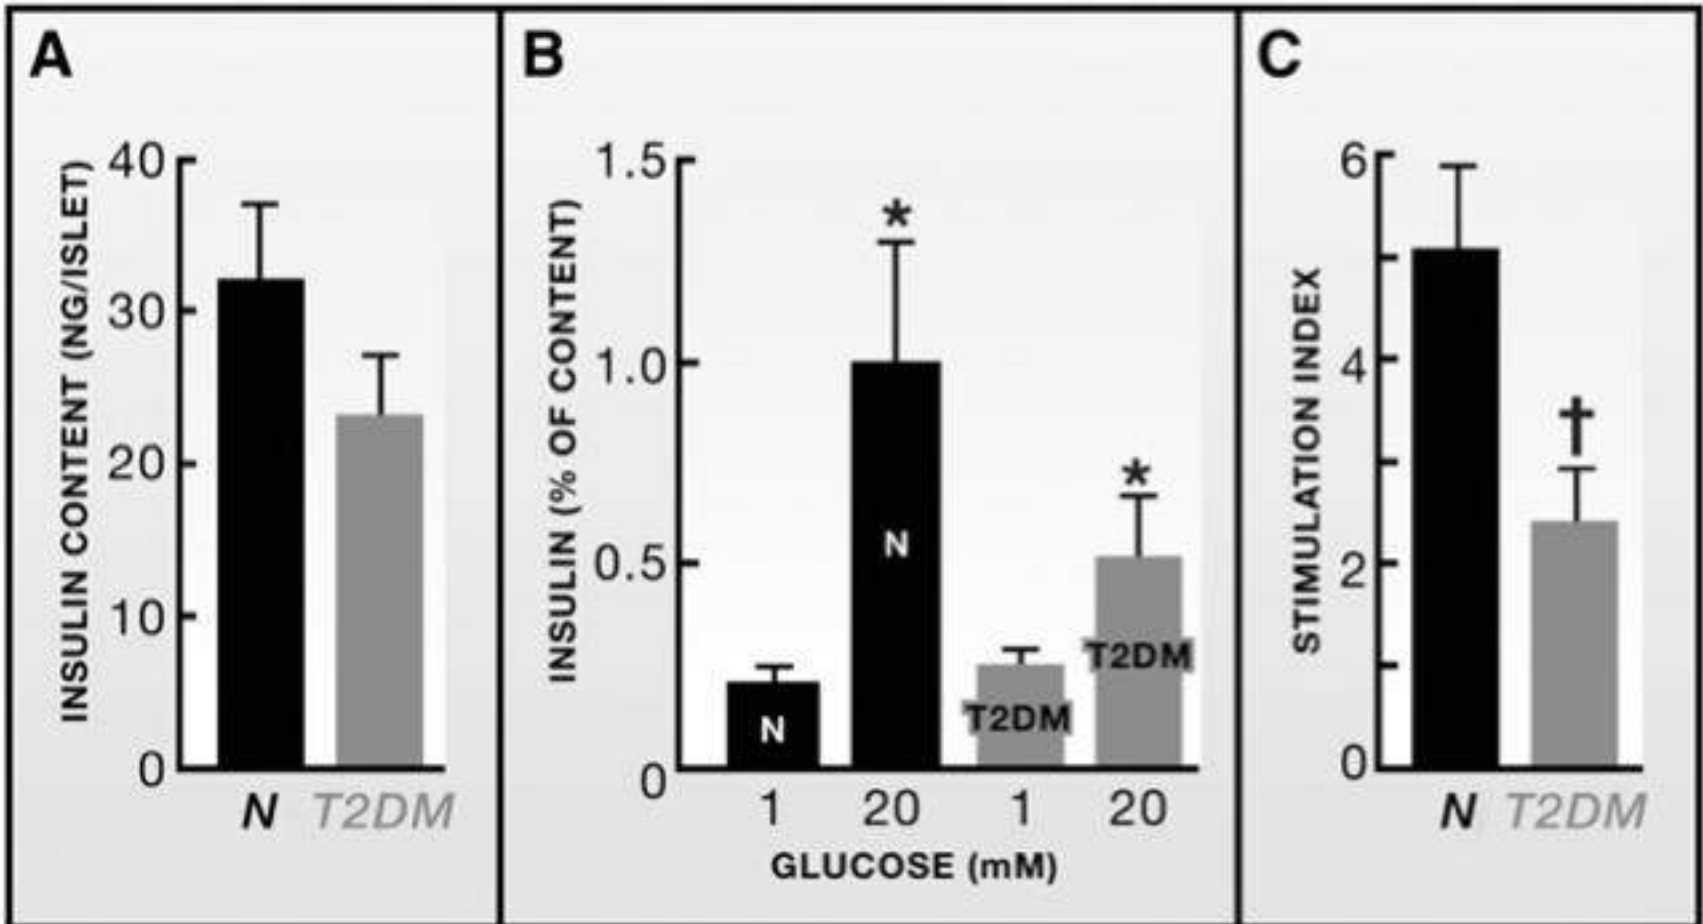 A
INSULIN CONTENT (NG/ISLET)
40
30
20
10
0
N T2DM
B
INSULIN (% OF CONTENT)
1.5
1.0
0.5
0
*
*
N
N
T2DM
T2DM
1 20 1 20
GLUCOSE (mM)
C
STIMULATION INDEX
6
4
2
0
†
N T2DM